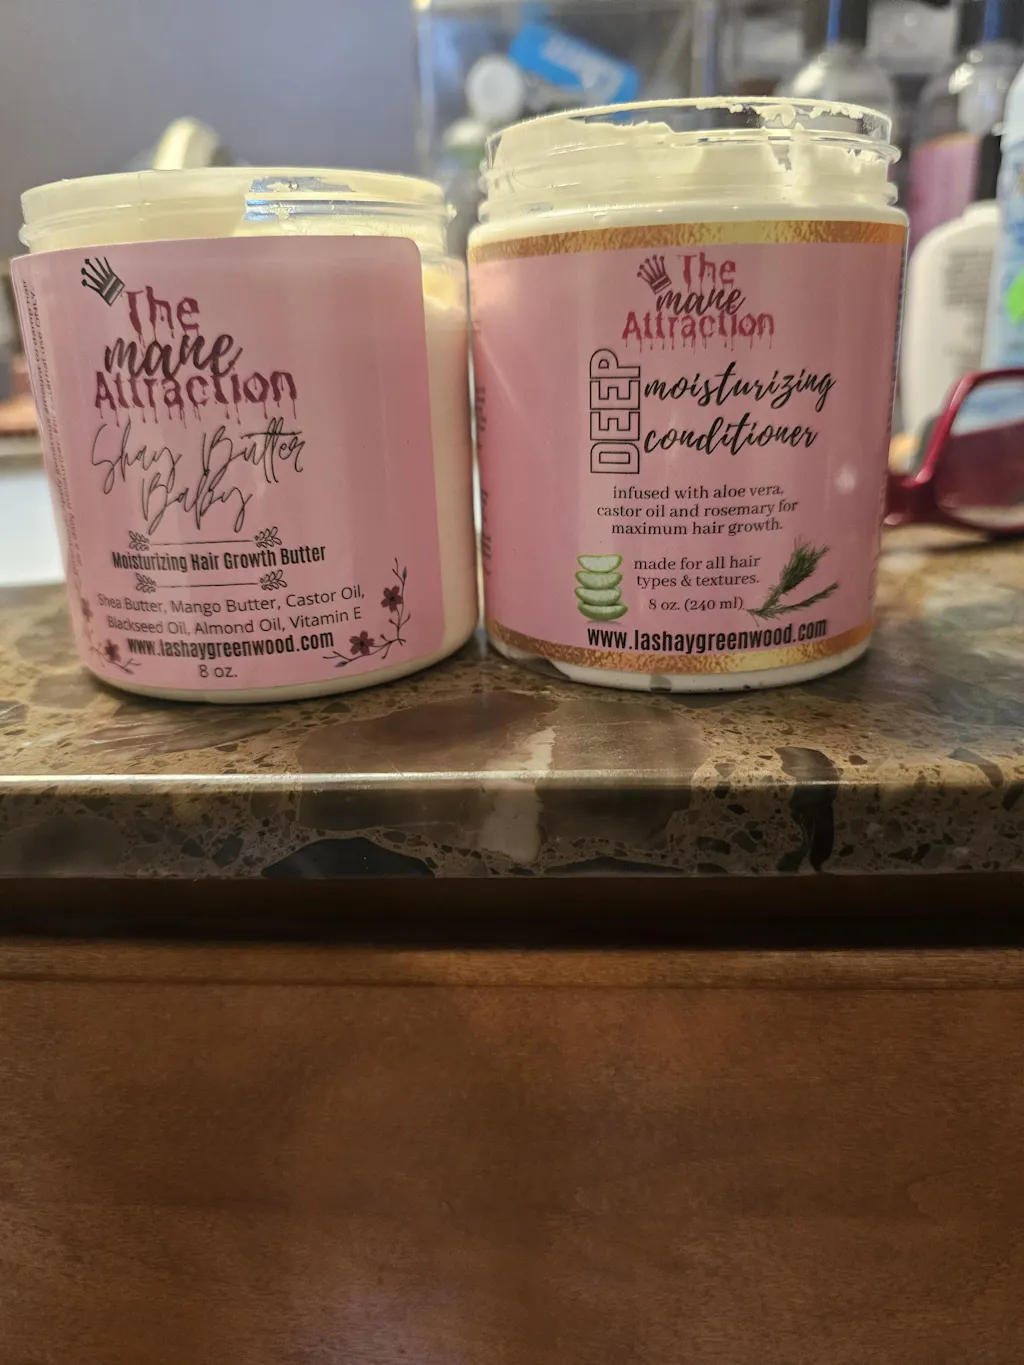 The
mane
Attraction
Shay Butter
Baby
Moisturizing Hair Growth Butter
Shea Butter, Mango Butter, Castor Oil,
Blackseed Oil, Almond Oil, Vitamin E
www.lashaygreenwood.com
8 oz.
The
mane
Attraction
DEEP
moisturizing
conditioner
infused with aloe vera,
castor oil and rosemary for
maximum hair growth.
made for all hair
types & textures.
8 oz. (240 ml)
www.lashaygreenwood.com